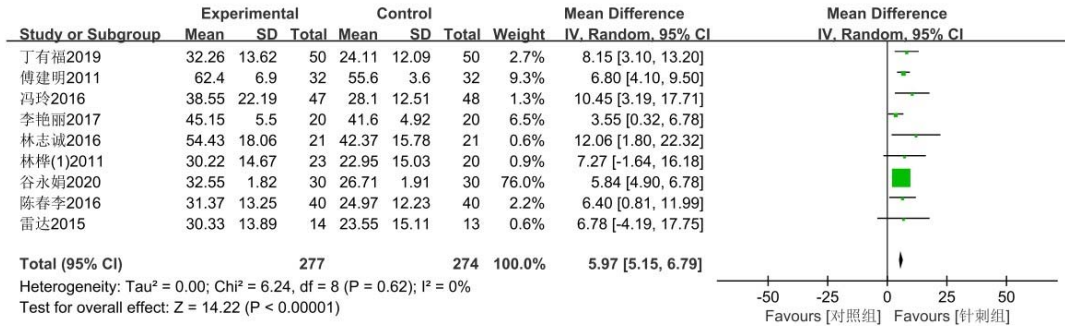 Experimental Control Mean Difference Mean Difference
Study or Subgroup Mean SD Total Mean SD Total Weight IV, Random, 95% CI IV, Random, 95% CI
丁有福2019 32.26 13.62 50 24.11 12.09 50 2.7% 8.15 [3.10, 13.20]
傅建明2011 62.4 6.9 32 55.6 3.6 32 9.3% 6.80 [4.10, 9.50]
冯玲2016 38.55 22.19 47 28.1 12.51 48 1.3% 10.45 [3.19, 17.71]
李艳丽2017 45.15 5.5 20 41.6 4.92 20 6.5% 3.55 [0.32, 6.78]
林志诚2016 54.43 18.06 21 42.37 15.78 21 0.6% 12.06 [1.80, 22.32]
林桦(1)2011 30.22 14.67 23 22.95 15.03 20 0.9% 7.27 [-1.64, 16.18]
谷永娟2020 32.55 1.82 30 26.71 1.91 30 76.0% 5.84 [4.90, 6.78]
陈春李2016 31.37 13.25 40 24.97 12.23 40 2.2% 6.40 [0.81, 11.99]
雷达2015 30.33 13.89 14 23.55 15.11 13 0.6% 6.78 [-4.19, 17.75]
Total (95% CI) 277 274 100.0% 5.97 [5.15, 6.79]
Heterogeneity: Tau² = 0.00; Chi² = 6.24, df = 8 (P = 0.62); I² = 0%
Test for overall effect: Z = 14.22 (P < 0.00001)
-50 -25 0 25 50
Favours [对照组] Favours [针刺组]